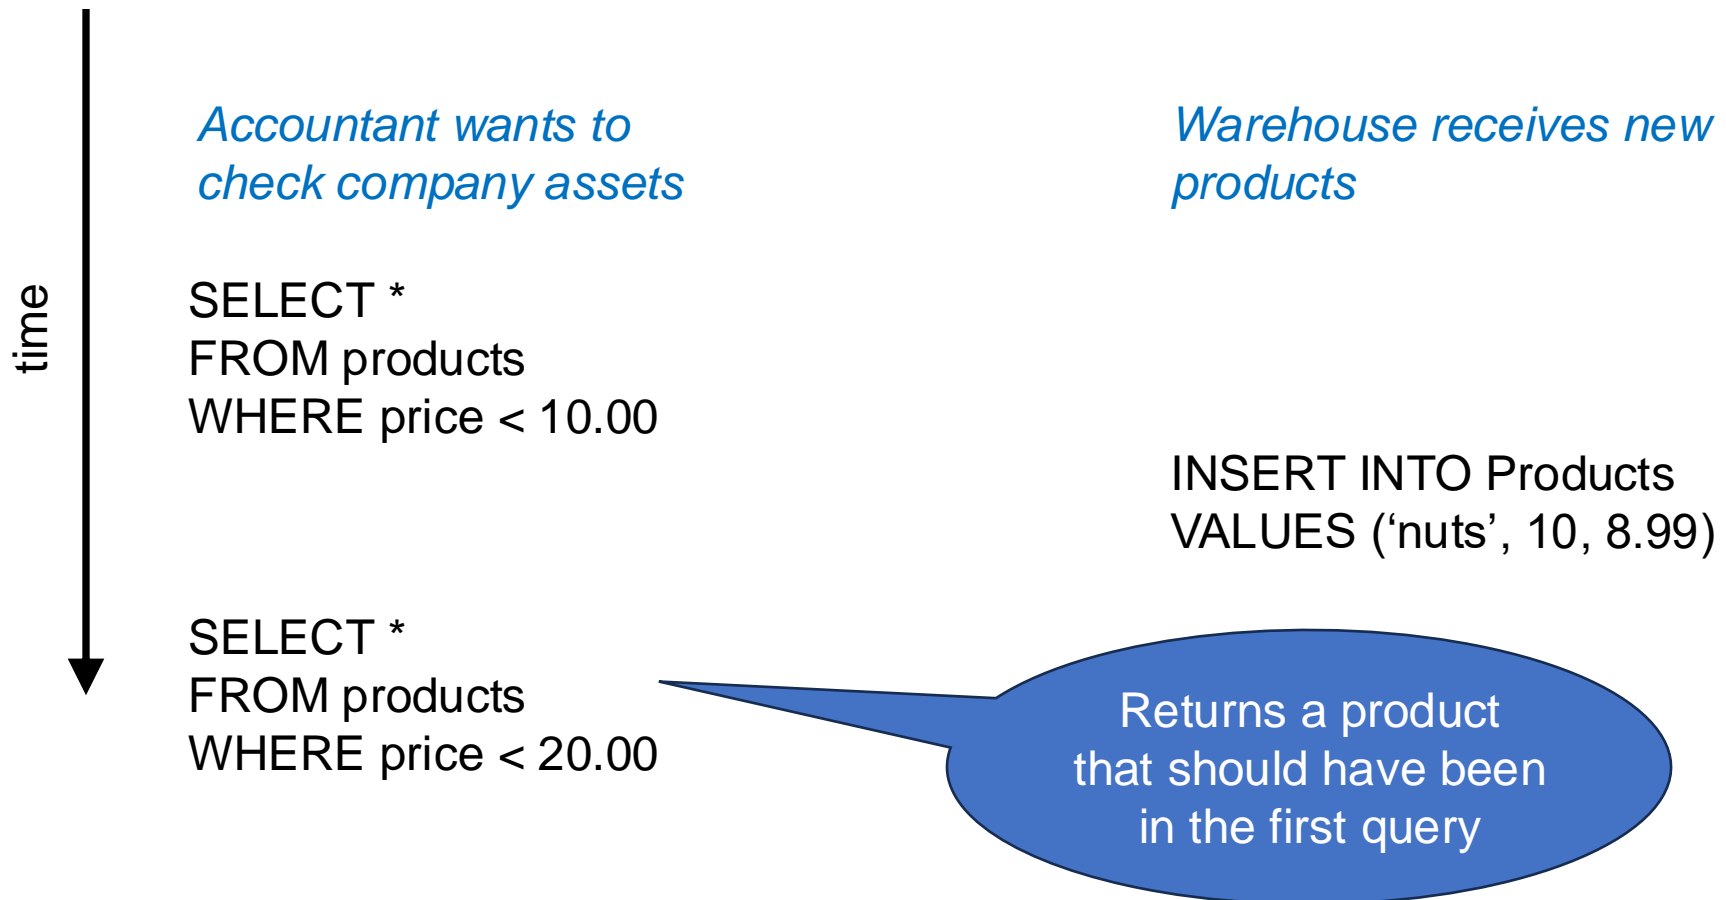 time
Accountant wants to
check company assets
Warehouse receives new
products
SELECT *
FROM products
WHERE price < 10.00
INSERT INTO Products
VALUES (‘nuts’, 10, 8.99)
SELECT *
FROM products
WHERE price < 20.00
Returns a product
that should have been
in the first query